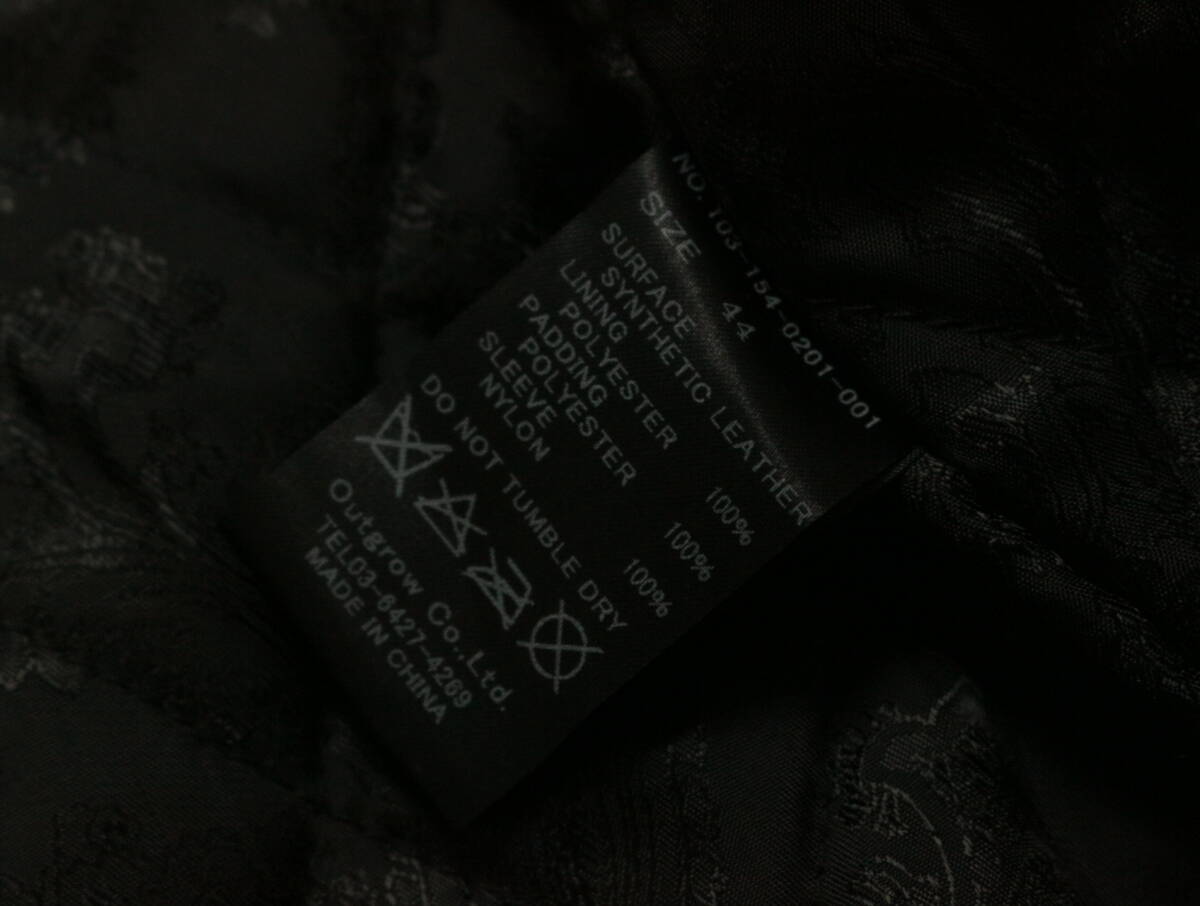 NO. 103-154-0201-001
SIZE 44
SURFACE
SYNTHETIC LEATHER
LINING
POLYESTER 100%
PADDING
POLYESTER 100%
SLEEVE
NYLON 100%
DO NOT TUMBLE DRY
Outgrow Co.,Ltd.
TEL03-6427-4269
MADE IN CHINA